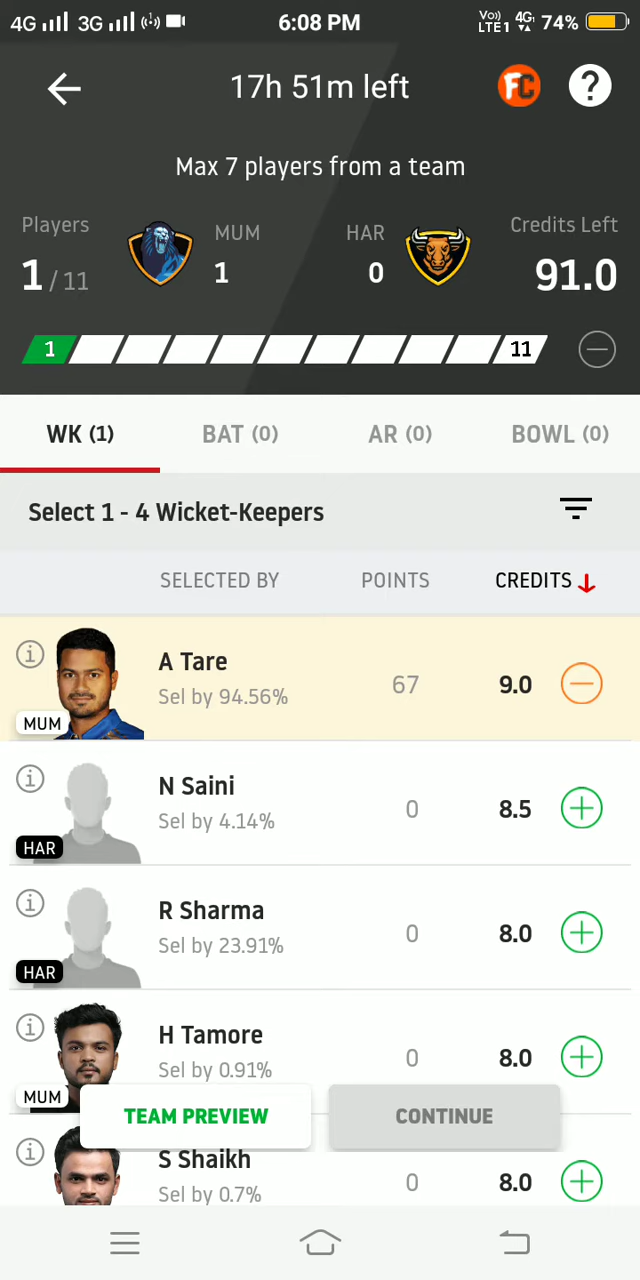 4G 3G 6:08 PM Vo)) LTE1 4G 74%
17h 51m left FC ?
Max 7 players from a team
Players MUM HAR Credits Left
1 / 11 1 0 91.0
1 11
WK (1) BAT (0) AR (0) BOWL (0)
Select 1 - 4 Wicket-Keepers
SELECTED BY POINTS CREDITS
A Tare
Sel by 94.56% 67 9.0
MUM
N Saini
Sel by 4.14% 0 8.5
HAR
R Sharma
Sel by 23.91% 0 8.0
HAR
H Tamore
Sel by 0.91% 0 8.0
MUM
TEAM PREVIEW CONTINUE
S Shaikh
Sel by 0.7% 0 8.0